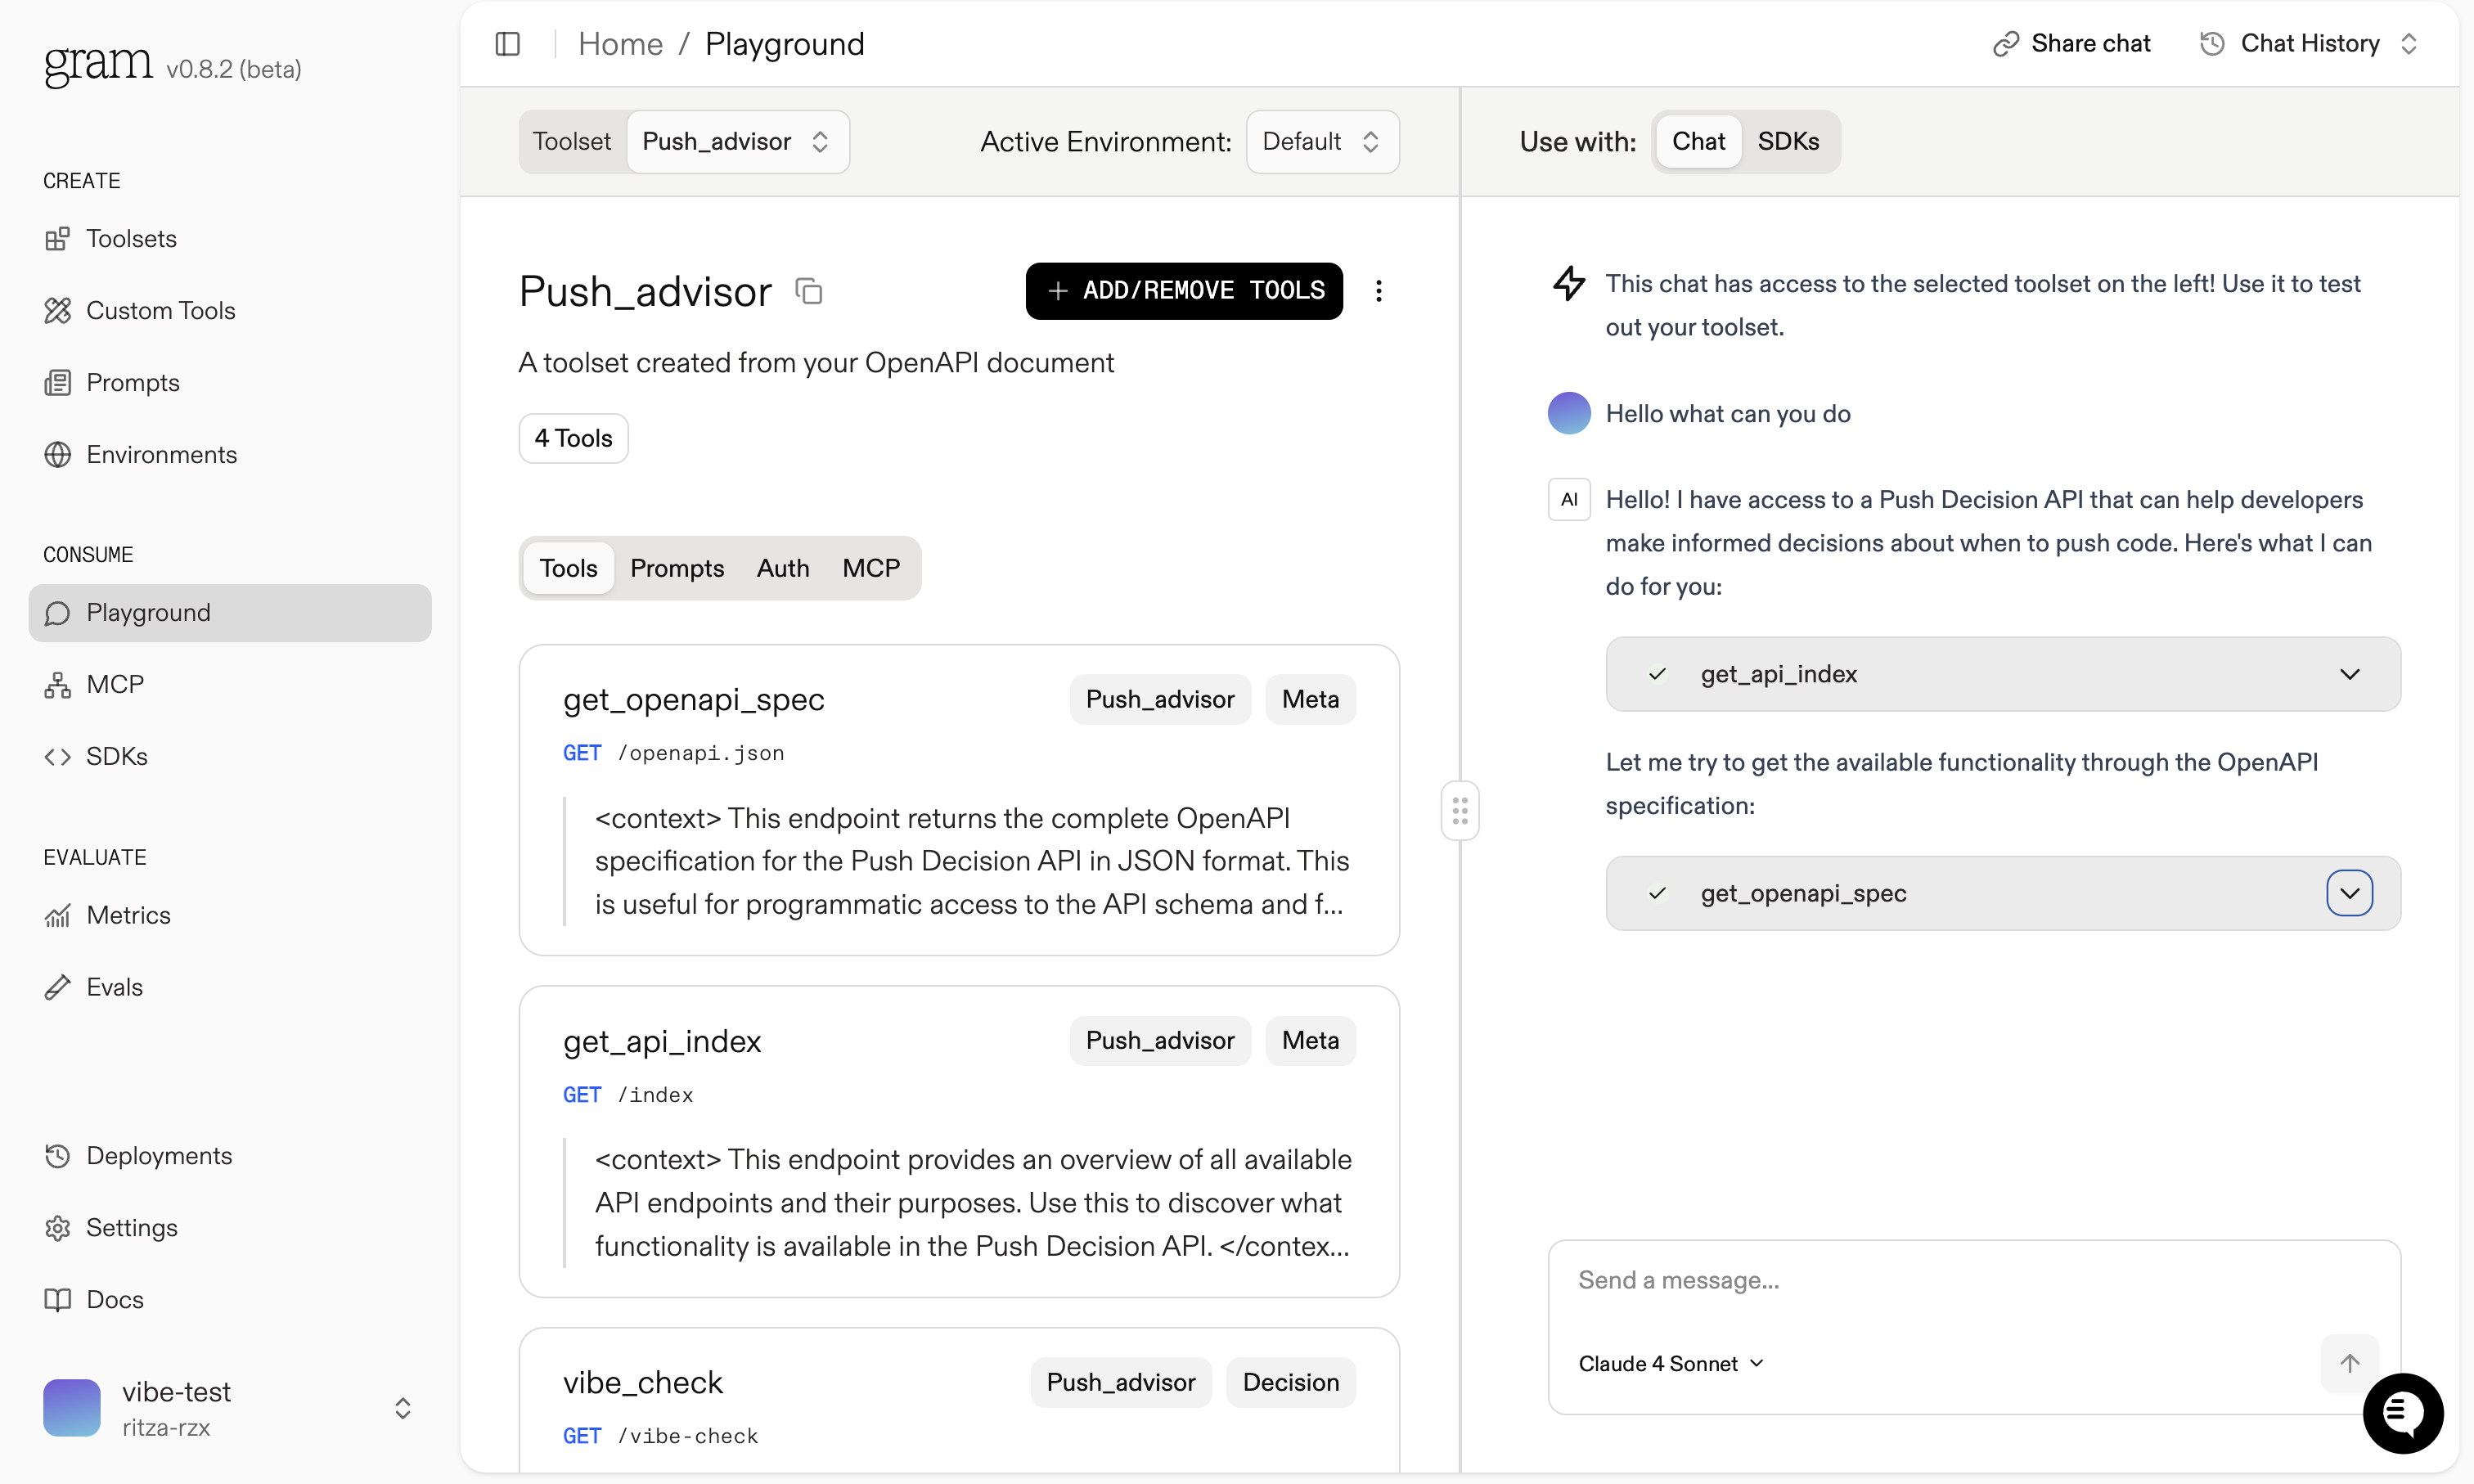 gram v0.8.2 (beta)
CREATE
Toolsets
Custom Tools
Prompts
Environments
CONSUME
Playground
MCP
SDKs
EVALUATE
Metrics
Evals
Deployments
Settings
Docs
vibe-test
ritza-rzx
Home / Playground
Share chat
Chat History
Toolset Push_advisor
Active Environment: Default
Push_advisor
ADD/REMOVE TOOLS
A toolset created from your OpenAPI document
4 Tools
Tools Prompts Auth MCP
get_openapi_spec Push_advisor Meta
GET /openapi.json
<context> This endpoint returns the complete OpenAPI
specification for the Push Decision API in JSON format. This
is useful for programmatic access to the API schema and f...
get_api_index Push_advisor Meta
GET /index
<context> This endpoint provides an overview of all available
API endpoints and their purposes. Use this to discover what
functionality is available in the Push Decision API. </contex...
vibe_check Push_advisor Decision
GET /vibe-check
Use with: Chat SDKs
This chat has access to the selected toolset on the left! Use it to test
out your toolset.
Hello what can you do
AI Hello! I have access to a Push Decision API that can help developers
make informed decisions about when to push code. Here's what I can
do for you:
get_api_index
Let me try to get the available functionality through the OpenAPI
specification:
get_openapi_spec
Send a message...
Claude 4 Sonnet